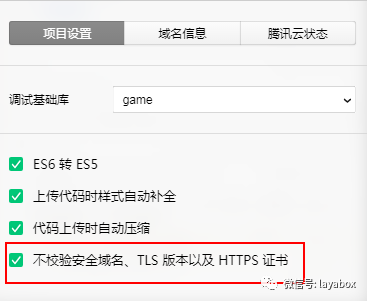 项目设置 域名信息 腾讯云状态
调试基础库 game
ES6 转 ES5
上传代码时样式自动补全
代码上传时自动压缩
不校验安全域名、TLS 版本以及 HTTPS 证书
微信号: layabox